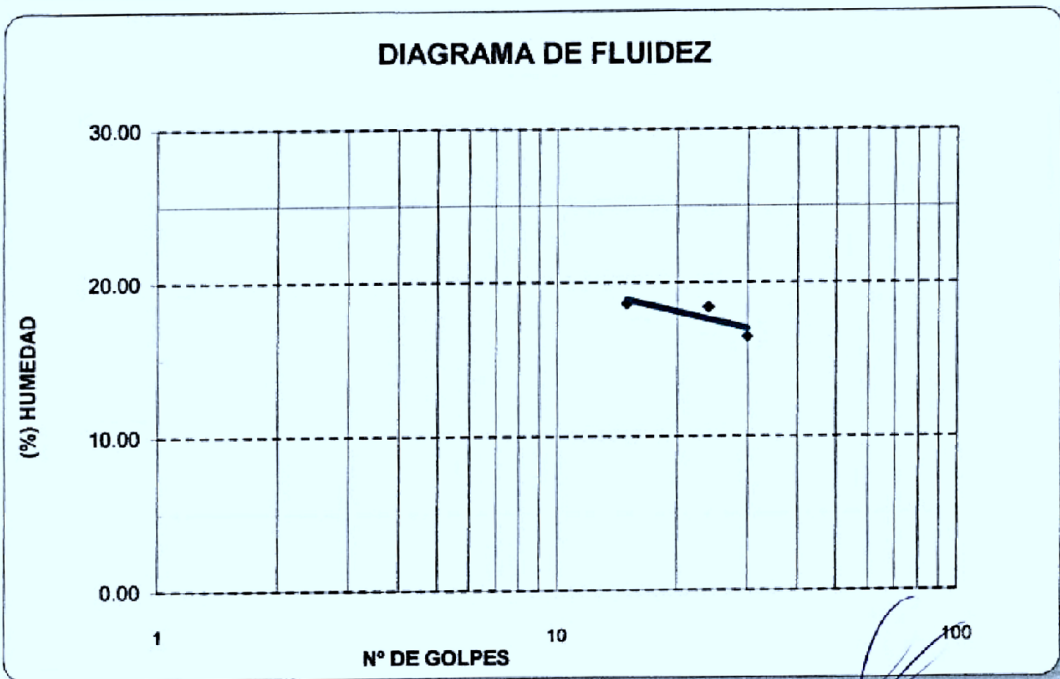 DIAGRAMA DE FLUIDEZ
30.00
20.00
10.00
0.00
(%) HUMEDAD
1
10
100
Nº DE GOLPES